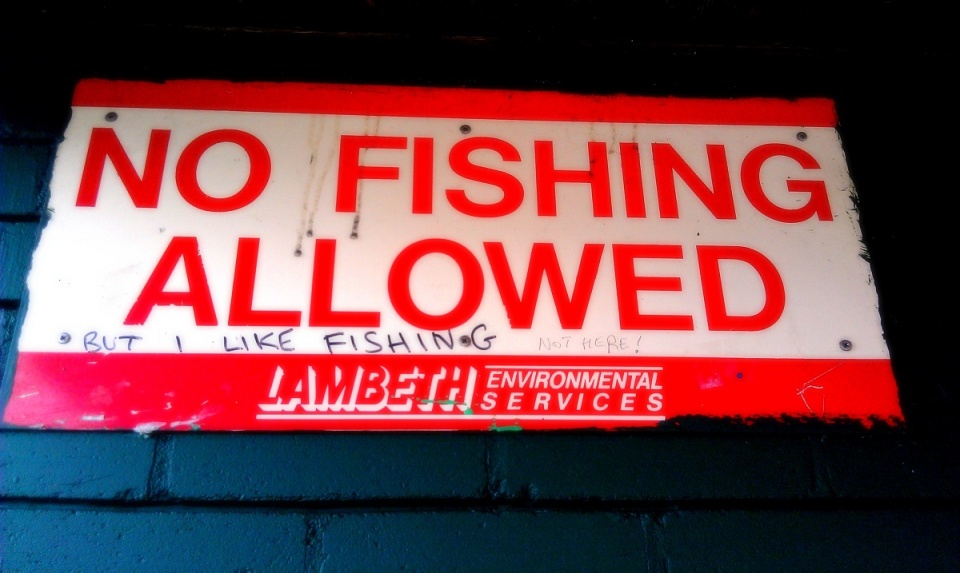 NO FISHING
ALLOWED
BUT I LIKE FISHING NOT HERE!
LAMBETH ENVIRONMENTAL
SERVICES